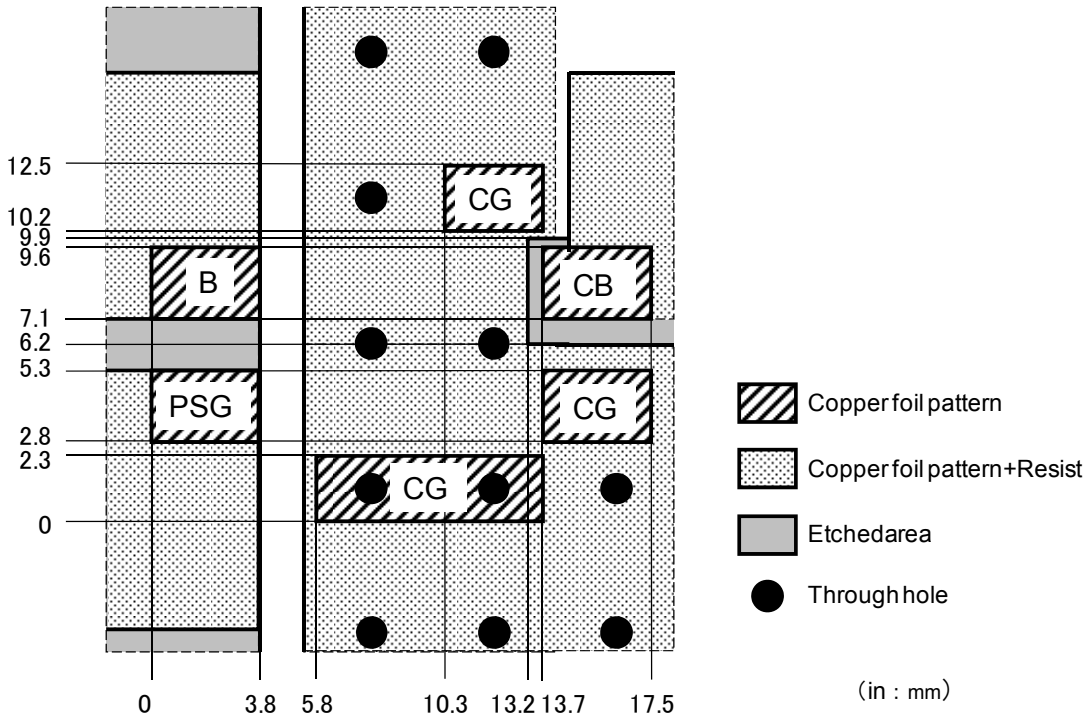 12.5
10.2
9.9
9.6
7.1
6.2
5.3
2.8
2.3
0
CG
B
CB
PSG
CG
CG
0 3.8 5.8 10.3 13.2 13.7 17.5
Copper foil pattern
Copper foil pattern+Resist
Etchedarea
Through hole
(in : mm)